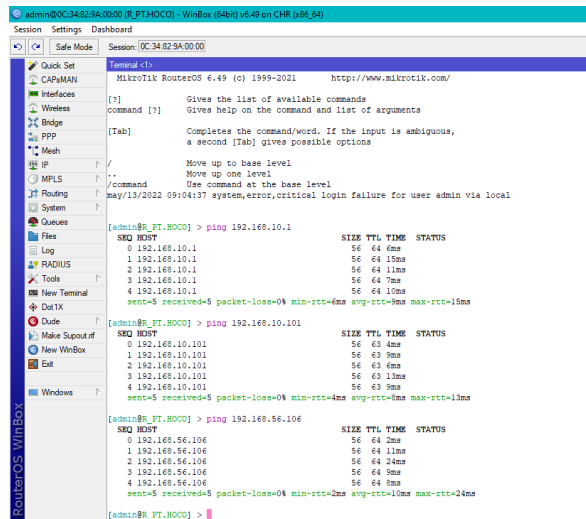 admin@0C:34:82:9A:00:00 (R_PT.HOCO) - WinBox (64bit) v6.49 on CHR (x86_64)
Session Settings Dashboard
Safe Mode Session: 0C:34:82:9A:00:00
Quick Set
CAPsMAN
Interfaces
Wireless
Bridge
PPP
Mesh
IP
MPLS
Routing
System
Queues
Files
Log
RADIUS
Tools
New Terminal
Dot1X
Dude
Make Supout.rif
New WinBox
Exit
Windows
RouterOS WinBox
Terminal <1>
MikroTik RouterOS 6.49 (c) 1999-2021 http://www.mikrotik.com/
[?] Gives the list of available commands
command [?] Gives help on the command and list of arguments
[Tab] Completes the command/word. If the input is ambiguous,
a second [Tab] gives possible options
/ Move up to base level
.. Move up one level
/command Use command at the base level
may/13/2022 09:04:37 system,error,critical login failure for user admin via local
[admin@R_PT.HOCO] > ping 192.168.10.1
SEQ HOST SIZE TTL TIME STATUS
0 192.168.10.1 56 64 6ms
1 192.168.10.1 56 64 15ms
2 192.168.10.1 56 64 11ms
3 192.168.10.1 56 64 7ms
4 192.168.10.1 56 64 10ms
sent=5 received=5 packet-loss=0% min-rtt=6ms avg-rtt=9ms max-rtt=15ms
[admin@R_PT.HOCO] > ping 192.168.10.101
SEQ HOST SIZE TTL TIME STATUS
0 192.168.10.101 56 63 4ms
1 192.168.10.101 56 63 9ms
2 192.168.10.101 56 63 6ms
3 192.168.10.101 56 63 13ms
4 192.168.10.101 56 63 9ms
sent=5 received=5 packet-loss=0% min-rtt=4ms avg-rtt=8ms max-rtt=13ms
[admin@R_PT.HOCO] > ping 192.168.56.106
SEQ HOST SIZE TTL TIME STATUS
0 192.168.56.106 56 64 2ms
1 192.168.56.106 56 64 11ms
2 192.168.56.106 56 64 24ms
3 192.168.56.106 56 64 9ms
4 192.168.56.106 56 64 8ms
sent=5 received=5 packet-loss=0% min-rtt=2ms avg-rtt=10ms max-rtt=24ms
[admin@R_PT.HOCO] >